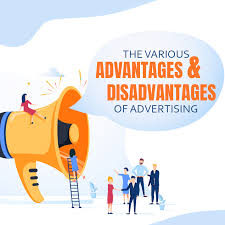 THE VARIOUS
ADVANTAGES &
DISADVANTAGES
OF ADVERTISING